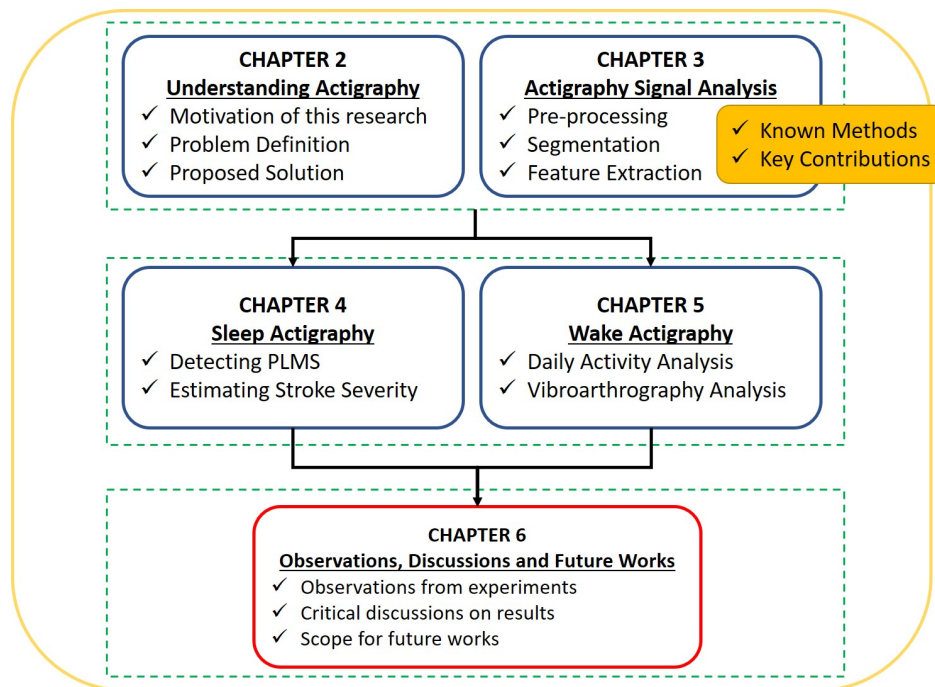 CHAPTER 2
Understanding Actigraphy
✓ Motivation of this research
✓ Problem Definition
✓ Proposed Solution
CHAPTER 3
Actigraphy Signal Analysis
✓ Pre-processing
✓ Segmentation
✓ Feature Extraction
✓ Known Methods
✓ Key Contributions
CHAPTER 4
Sleep Actigraphy
✓ Detecting PLMS
✓ Estimating Stroke Severity
CHAPTER 5
Wake Actigraphy
✓ Daily Activity Analysis
✓ Vibroarthrography Analysis
CHAPTER 6
Observations, Discussions and Future Works
✓ Observations from experiments
✓ Critical discussions on results
✓ Scope for future works